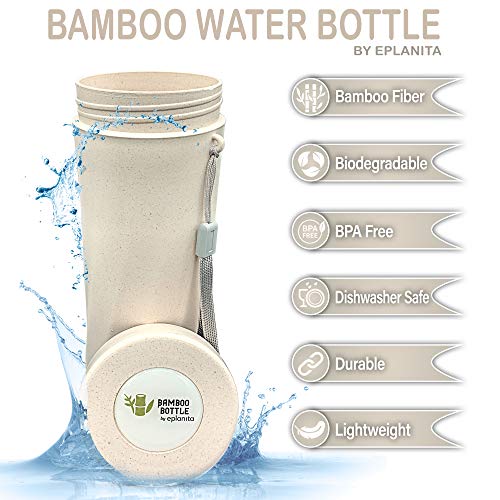 BAMBOO WATER BOTTLE
BY EPLANITA
Bamboo Fiber
Biodegradable
BPA
FREE
BPA Free
Dishwasher Safe
Durable
Lightweight
BAMBOO
BOTTLE
by eplanita